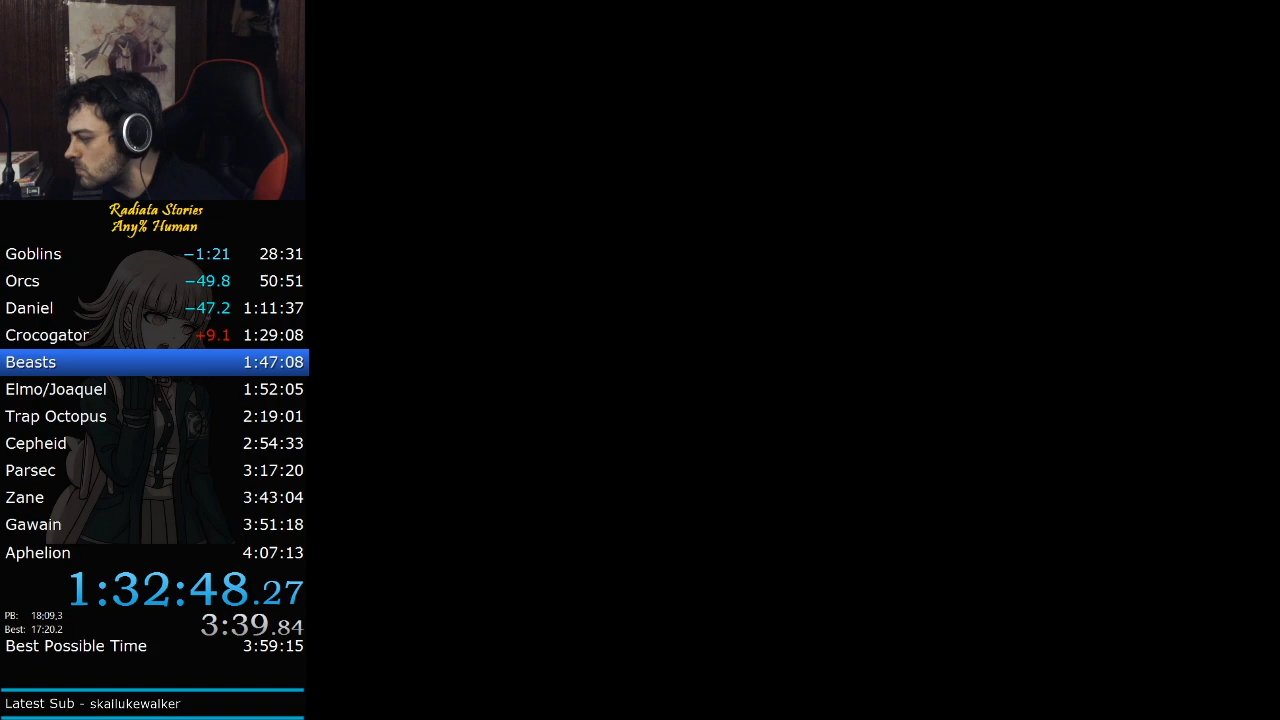 Radiata Stories
Any% Human
Goblins −1:21 28:31
Orcs −49.8 50:51
Daniel −47.2 1:11:37
Crocogator +9.1 1:29:08
Beasts 1:47:08
Elmo/Joaquel 1:52:05
Trap Octopus 2:19:01
Cepheid 2:54:33
Parsec 3:17:20
Zane 3:43:04
Gawain 3:51:18
Aphelion 4:07:13
1:32:48.27
PB: 18;09,3
Best: 17:20.2
3:39.84
Best Possible Time 3:59:15
Latest Sub - skallukewalker